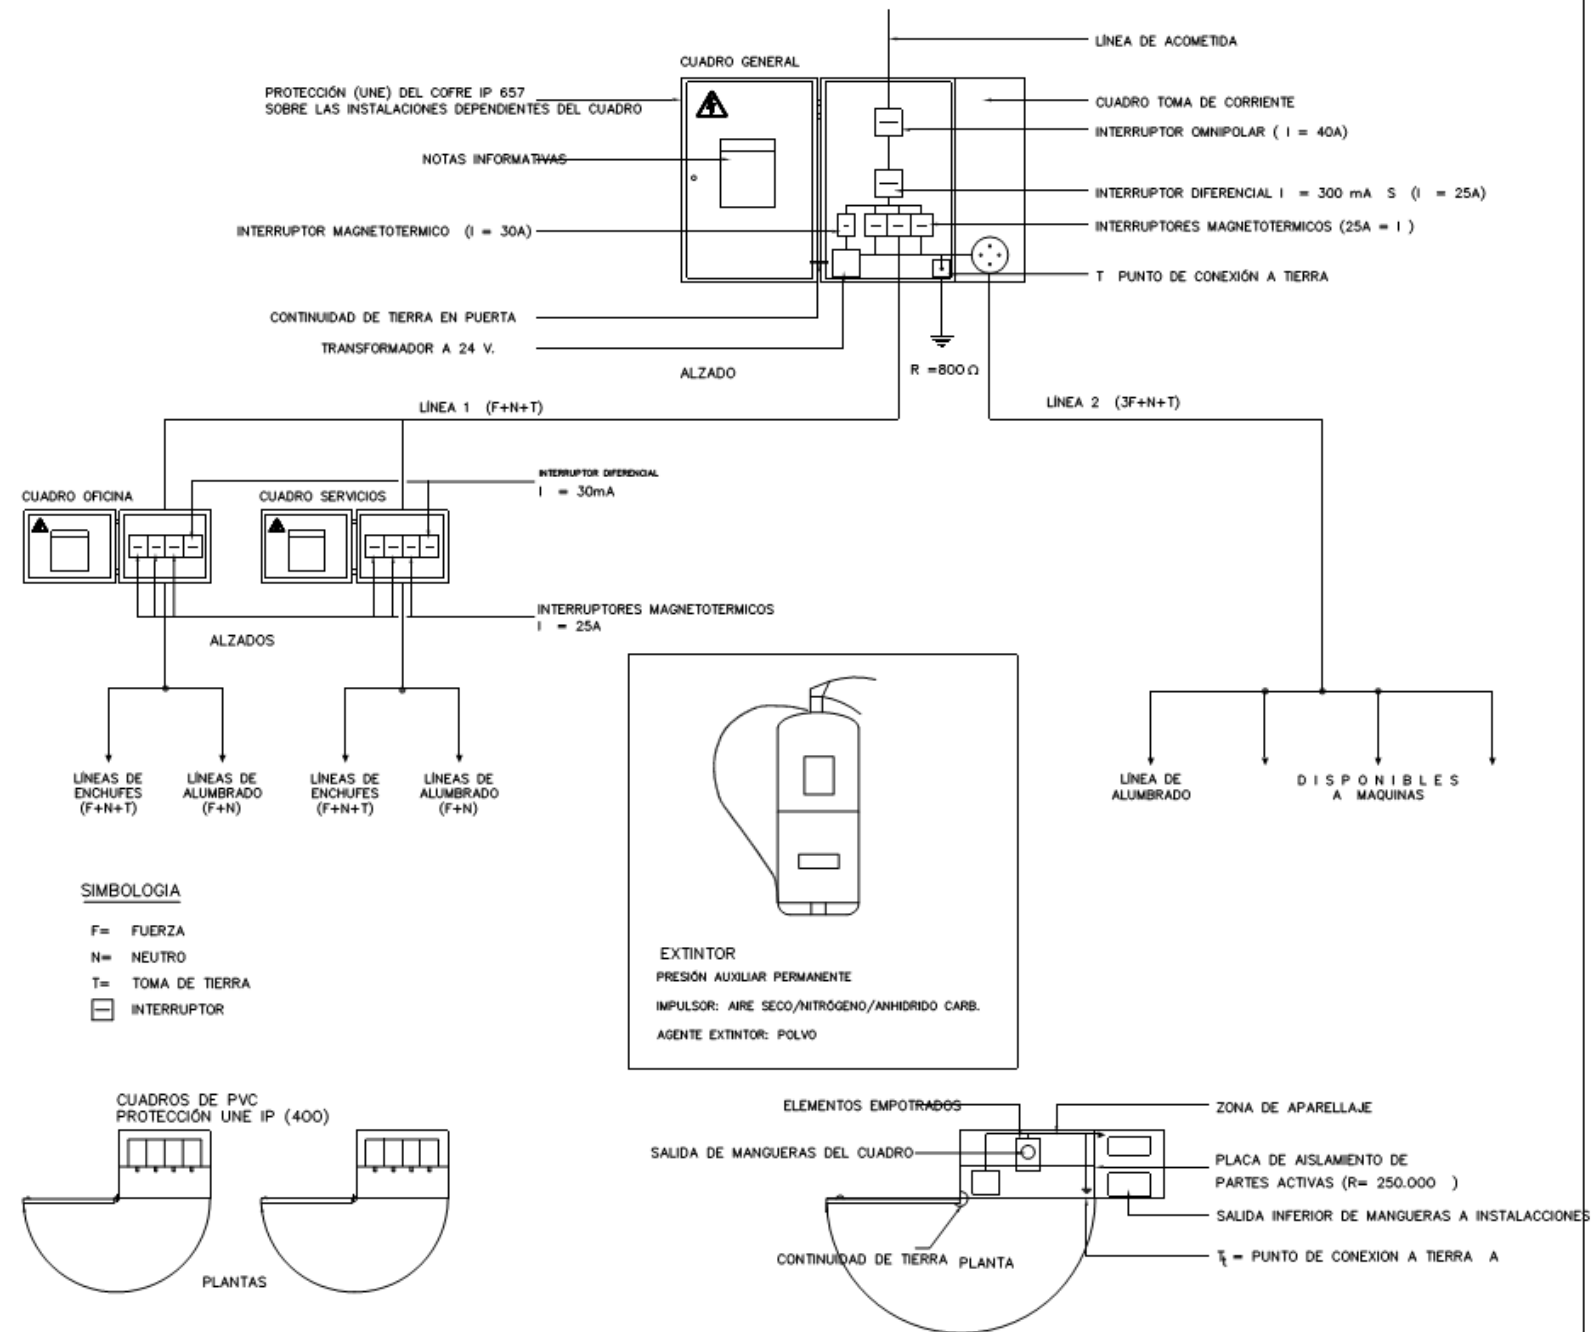 LÍNEA DE ACOMETIDA
CUADRO GENERAL
PROTECCIÓN (UNE) DEL COFRE IP 657
SOBRE LAS INSTALACIONES DEPENDIENTES DEL CUADRO
CUADRO TOMA DE CORRIENTE
INTERRUPTOR OMNIPOLAR ( I = 40A)
NOTAS INFORMATIVAS
INTERRUPTOR DIFERENCIAL I = 300 mA S (I = 25A)
INTERRUPTOR MAGNETOTERMICO (I = 30A)
INTERRUPTORES MAGNETOTERMICOS (25A = I )
T PUNTO DE CONEXIÓN A TIERRA
CONTINUIDAD DE TIERRA EN PUERTA
TRANSFORMADOR A 24 V.
ALZADO
R =800Ω
LÍNEA 1 (F+N+T)
LÍNEA 2 (3F+N+T)
INTERRUPTOR DIFERENCIAL
I = 30mA
CUADRO OFICINA
CUADRO SERVICIOS
INTERRUPTORES MAGNETOTERMICOS
I = 25A
ALZADOS
LÍNEAS DE
ENCHUFES
(F+N+T)
LÍNEAS DE
ALUMBRADO
(F+N)
LÍNEAS DE
ENCHUFES
(F+N+T)
LÍNEAS DE
ALUMBRADO
(F+N)
LÍNEA DE
ALUMBRADO
D I S P O N I B L E S
A MAQUINAS
SIMBOLOGIA
F= FUERZA
N= NEUTRO
T= TOMA DE TIERRA
INTERRUPTOR
EXTINTOR
PRESIÓN AUXILIAR PERMANENTE
IMPULSOR: AIRE SECO/NITRÓGENO/ANHIDRIDO CARB.
AGENTE EXTINTOR: POLVO
CUADROS DE PVC
PROTECCIÓN UNE IP (400)
PLANTAS
ELEMENTOS EMPOTRADOS
ZONA DE APARELLAJE
SALIDA DE MANGUERAS DEL CUADRO
PLACA DE AISLAMIENTO DE
PARTES ACTIVAS (R= 250.000 )
SALIDA INFERIOR DE MANGUERAS A INSTALACCIONES
CONTINUIDAD DE TIERRA
PLANTA
Tt = PUNTO DE CONEXION A TIERRA A